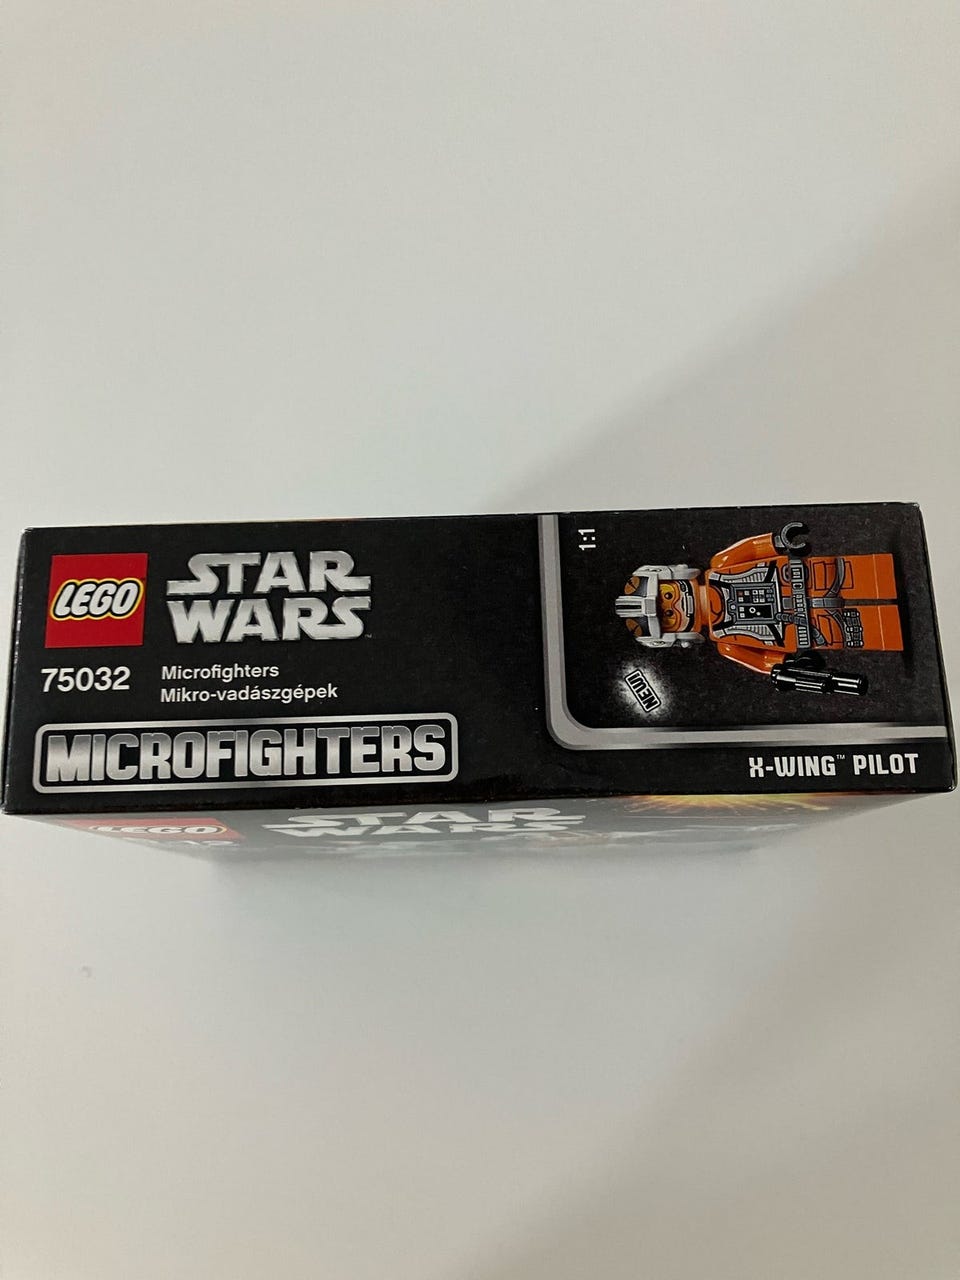 LEGO
STAR
WARS
75032
Microfighters
Mikro-vadászgépek
MICROFIGHTERS
1:1
NEW
X-WING™ PILOT
LEGO
STAR
WARS